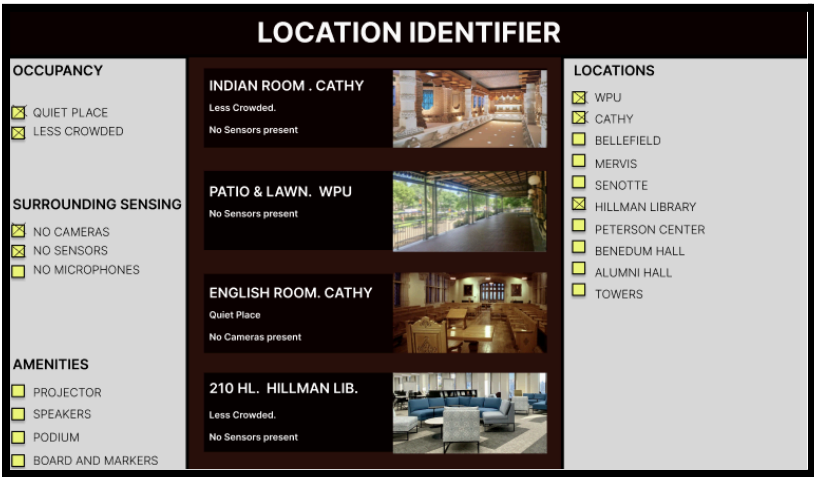 LOCATION IDENTIFIER
OCCUPANCY
QUIET PLACE
LESS CROWDED
SURROUNDING SENSING
NO CAMERAS
NO SENSORS
NO MICROPHONES
AMENITIES
PROJECTOR
SPEAKERS
PODIUM
BOARD AND MARKERS
INDIAN ROOM . CATHY
Less Crowded.
No Sensors present
PATIO & LAWN. WPU
No Sensors present
ENGLISH ROOM. CATHY
Quiet Place
No Cameras present
210 HL. HILLMAN LIB.
Less Crowded.
No Sensors present
LOCATIONS
WPU
CATHY
BELLEFIELD
MERVIS
SENOTTE
HILLMAN LIBRARY
PETERSON CENTER
BENEDUM HALL
ALUMNI HALL
TOWERS